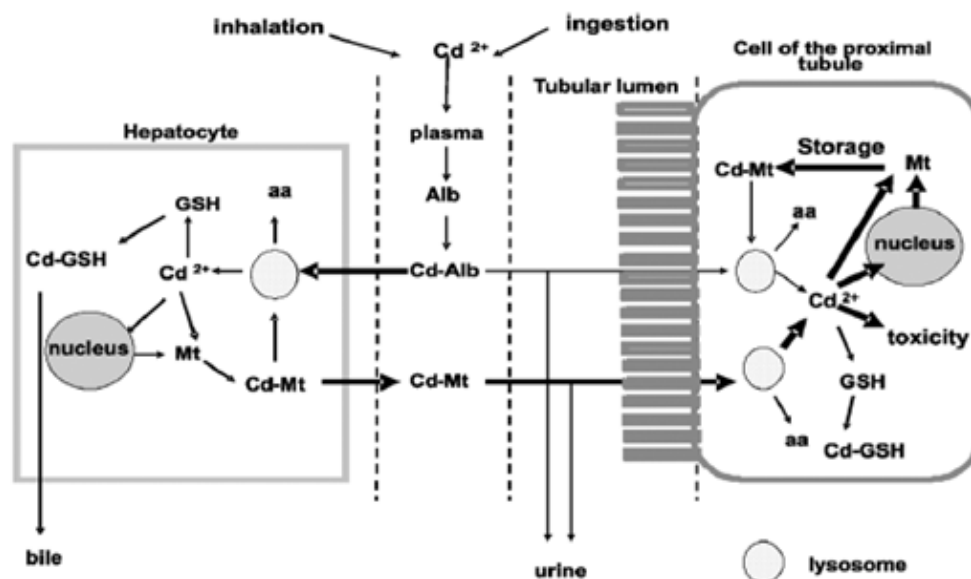 inhalation
ingestion
Cd 2+
Cell of the proximal
tubule
Tubular lumen
Hepatocyte
plasma
Storage
Cd-Mt
Mt
aa
GSH
Alb
aa
nucleus
Cd-GSH
Cd 2+
Cd-Alb
Cd 2+
toxicity
nucleus
Mt
Cd-Mt
Cd-Mt
GSH
aa
Cd-GSH
bile
urine
lysosome